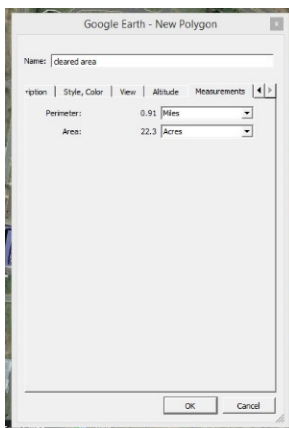 Google Earth - New Polygon
x
Name: cleared area
ription | Style, Color | View | Altitude Measurements
Perimeter: 0.91 Miles
Area: 22.3 Acres
OK Cancel